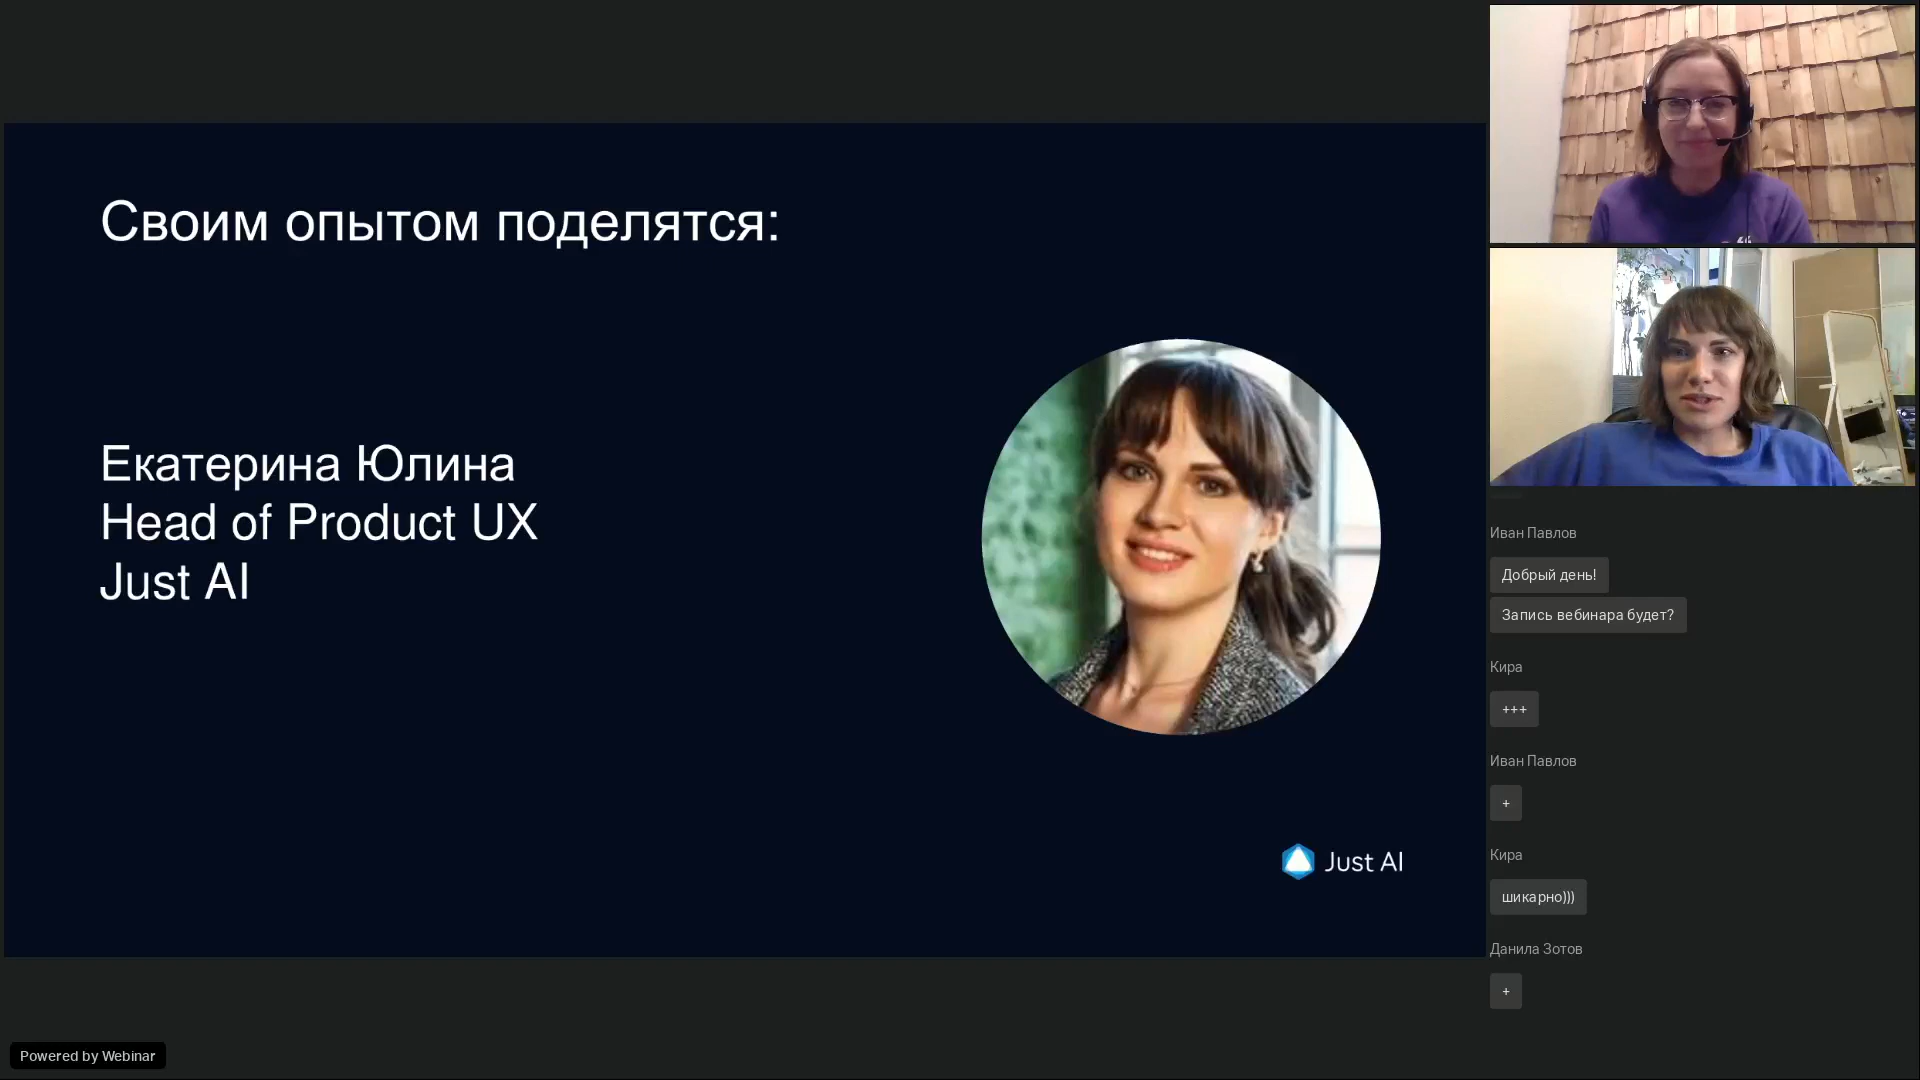 Своим опытом поделятся:
Екатерина Юлина
Head of Product UX
Just AI
Just AI
Иван Павлов
Добрый день!
Запись вебинара будет?
Кира
+++
Иван Павлов
+
Кира
шикарно)))
Данила Зотов
+
Powered by Webinar